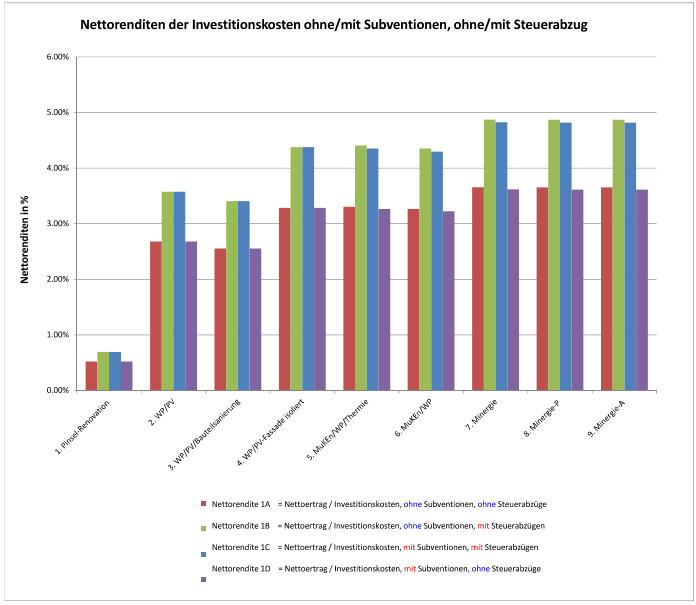 Nettorenditen der Investitionskosten ohne/mit Subventionen, ohne/mit Steuerabzug
6.00%
5.00%
4.00%
3.00%
2.00%
1.00%
0.00%
Nettorenditen in %
1. Pinsel-Renovation
2. WP/PV
3. WP/PV/Bauteilsanierung
4. WP/PV-Fassade isoliert
5. MuKEn/WP/Thermie
6. MuKEn/WP
7. Minergie
8. Minergie-P
9. Minergie-A
Nettorendite 1A = Nettoertrag / Investitionskosten, ohne Subventionen, ohne Steuerabzüge
Nettorendite 1B = Nettoertrag / Investitionskosten, ohne Subventionen, mit Steuerabzügen
Nettorendite 1C = Nettoertrag / Investitionskosten, mit Subventionen, mit Steuerabzügen
Nettorendite 1D = Nettoertrag / Investitionskosten, mit Subventionen, ohne Steuerabzüge